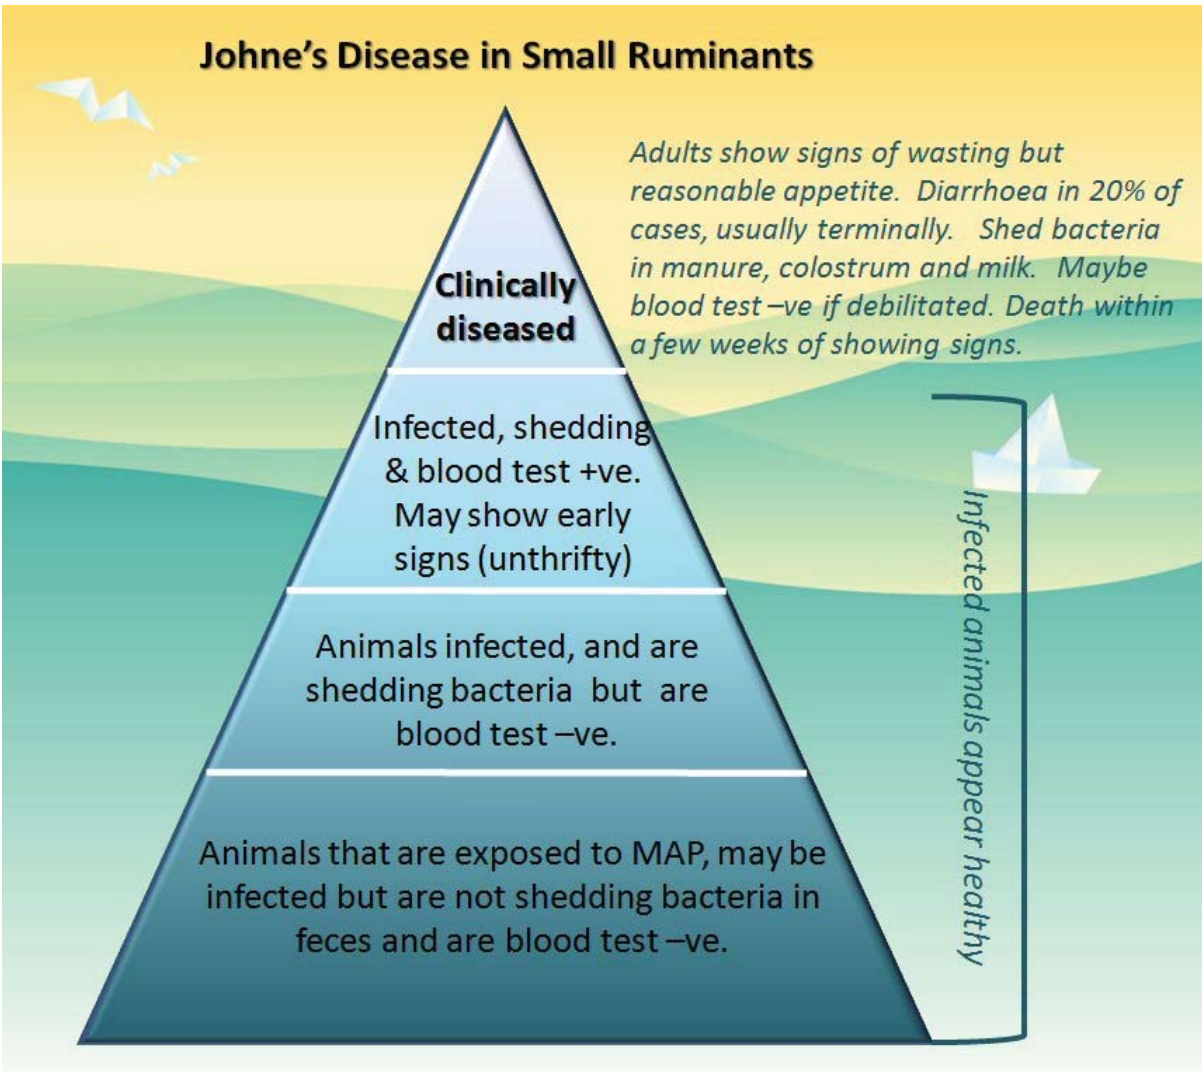 Johne's Disease in Small Ruminants
Adults show signs of wasting but
reasonable appetite.  Diarrhoea in 20% of
cases, usually terminally.   Shed bacteria
in manure, colostrum and milk.   Maybe
blood test –ve if debilitated. Death within
a few weeks of showing signs.
Clinically
diseased
Infected, shedding
& blood test +ve.
May show early
signs (unthrifty)
Animals infected, and are
shedding bacteria  but  are
blood test –ve.
Animals that are exposed to MAP, may be
infected but are not shedding bacteria in
feces and are blood test –ve.
Infected animals appear healthy